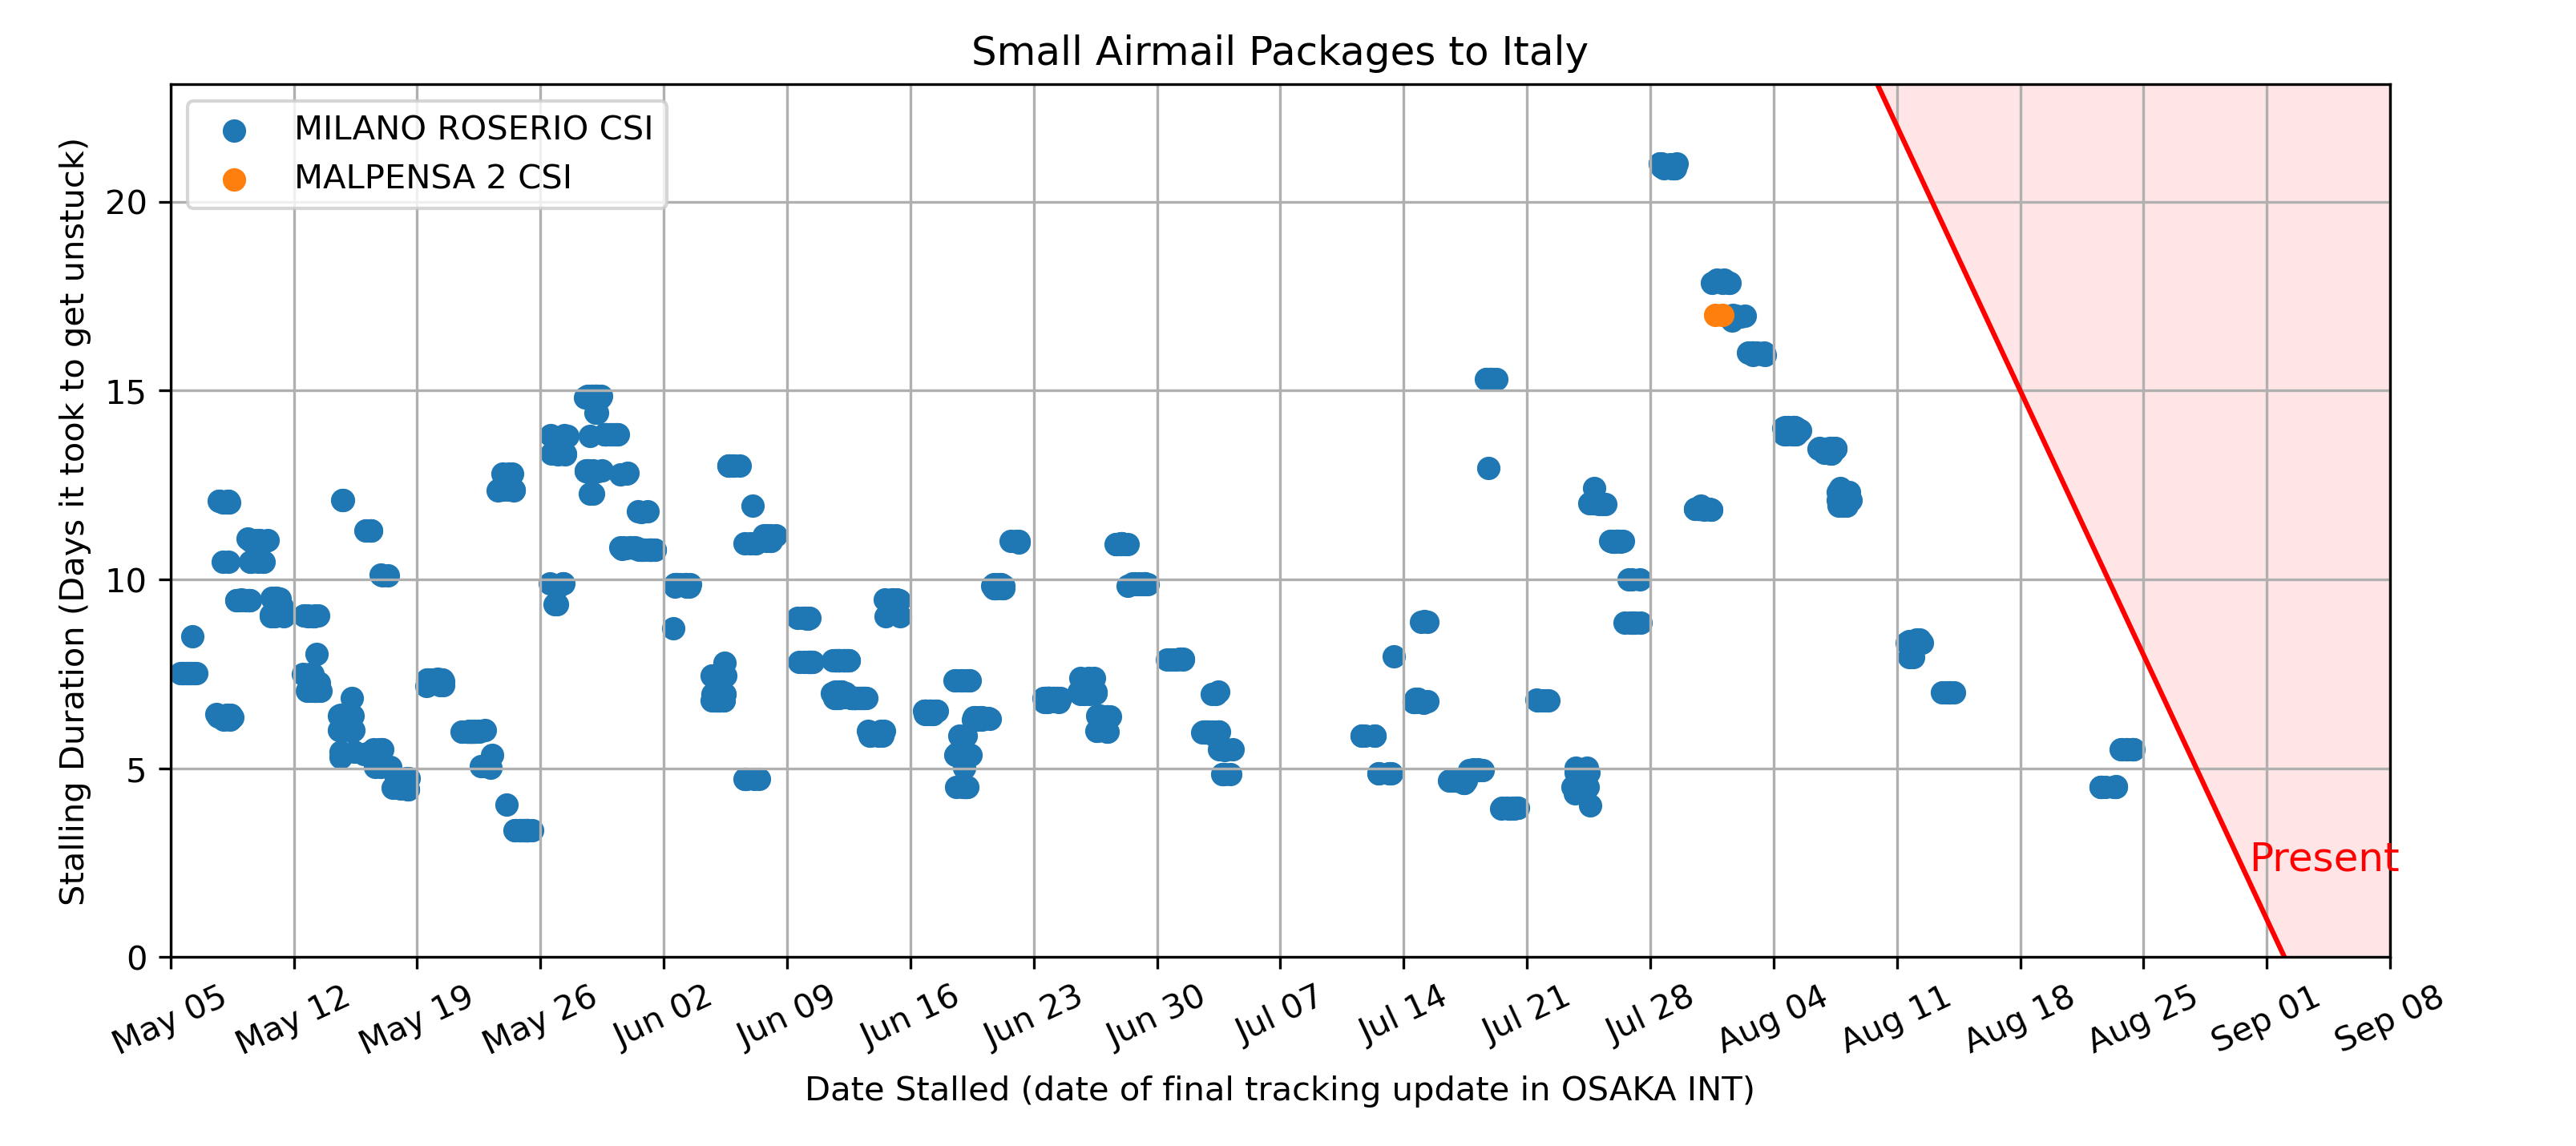 Small Airmail Packages to Italy
MILANO ROSERIO CSI
MALPENSA 2 CSI
Stalling Duration (Days it took to get unstuck)
20
15
10
5
0
Present
May 05
May 12
May 19
May 26
Jun 02
Jun 09
Jun 16
Jun 23
Jun 30
Jul 07
Jul 14
Jul 21
Jul 28
Aug 04
Aug 11
Aug 18
Aug 25
Sep 01
Sep 08
Date Stalled (date of final tracking update in OSAKA INT)